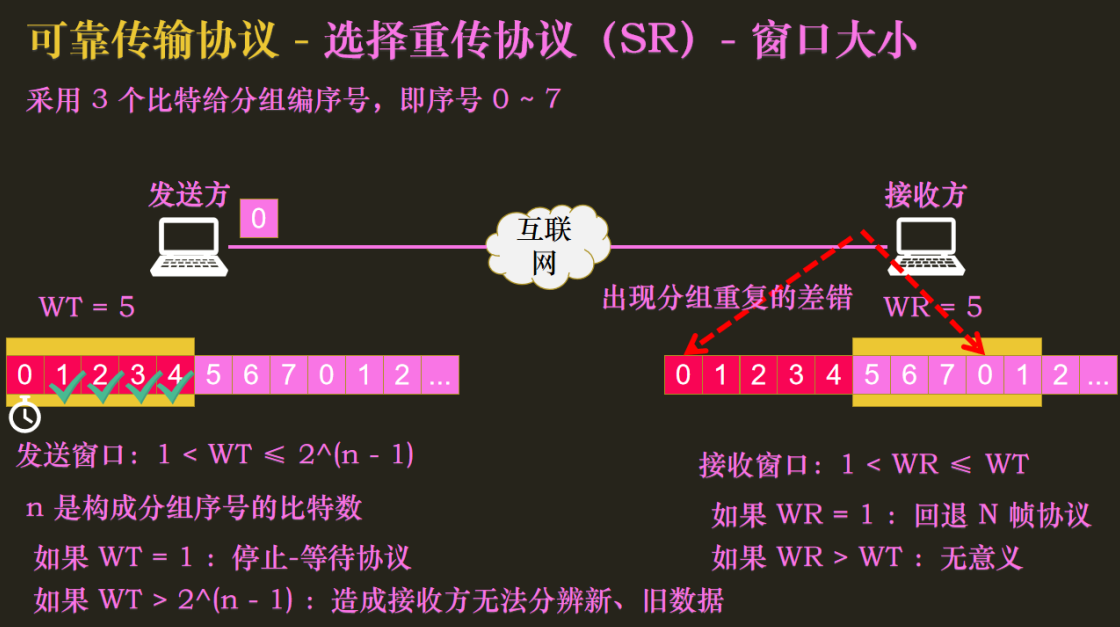 可靠传输协议 - 选择重传协议（SR）- 窗口大小
采用 3 个比特给分组编序号，即序号 0 ~ 7
发送方
0
互联
网
接收方
WT = 5
出现分组重复的差错
WR = 5
0 1 2 3 4 5 6 7 0 1 2 ...
0 1 2 3 4 5 6 7 0 1 2 ...
发送窗口：1 < WT ⩽ 2^(n - 1)
n 是构成分组序号的比特数
如果 WT = 1 ：停止-等待协议
如果 WT > 2^(n - 1) ：造成接收方无法分辨新、旧数据
接收窗口：1 < WR ⩽ WT
如果 WR = 1 ：回退 N 帧协议
如果 WR > WT ：无意义